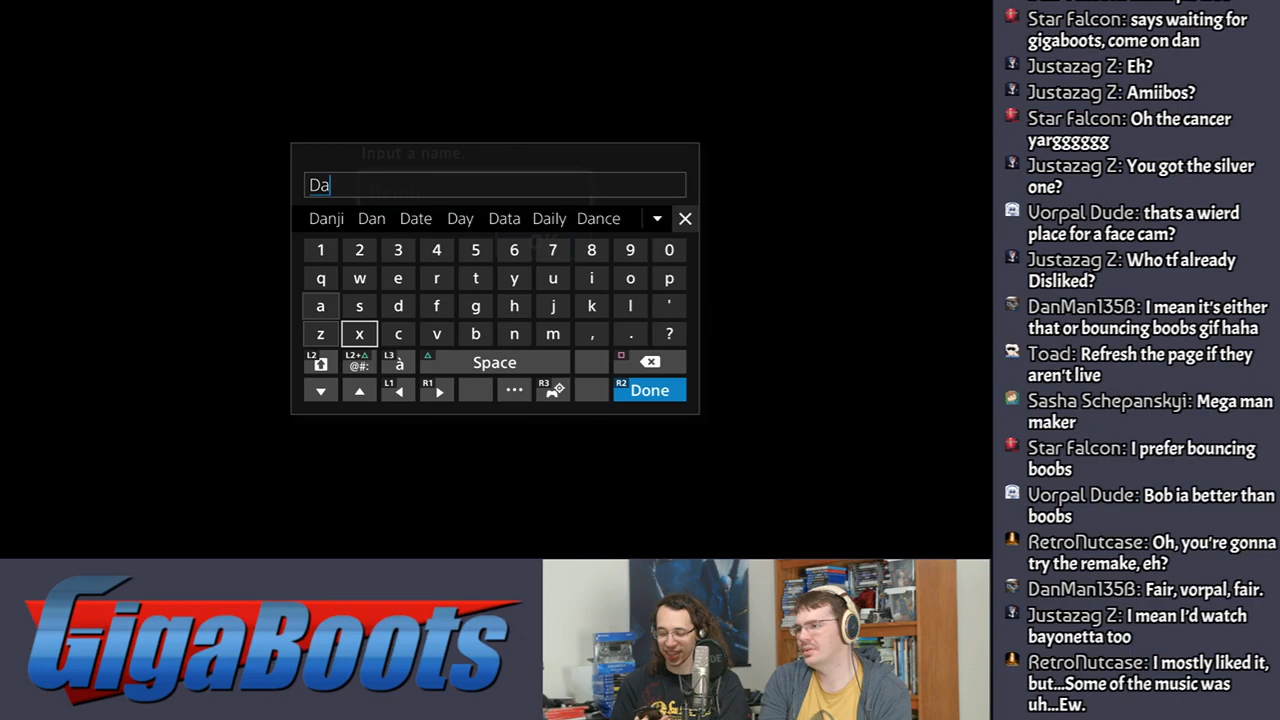 Input a name.
Da
Danji Dan Date Day Data Daily Dance
1 2 3 4 5 6 7 8 9 0
q w e r t y u i o p
a s d f g h j k l '
z x c v b n m , . ?
L2 L2+△ @#: L3 à △ Space □
L1 R1 ... R3 R2 Done
GigaBoots
Star Falcon: says waiting for
gigaboots, come on dan
Justazag Z: Eh?
Justazag Z: Amiibos?
Star Falcon: Oh the cancer
yargggggg
Justazag Z: You got the silver
one?
Vorpal Dude: thats a wierd
place for a face cam?
Justazag Z: Who tf already
Disliked?
DanMan135B: I mean it's either
that or bouncing boobs gif haha
Toad: Refresh the page if they
aren't live
Sasha Schepanskyi: Mega man
maker
Star Falcon: I prefer bouncing
boobs
Vorpal Dude: Bob ia better than
boobs
RetroNutcase: Oh, you're gonna
try the remake, eh?
DanMan135B: Fair, vorpal, fair.
Justazag Z: I mean I'd watch
bayonetta too
RetroNutcase: I mostly liked it,
but...Some of the music was
uh...Ew.